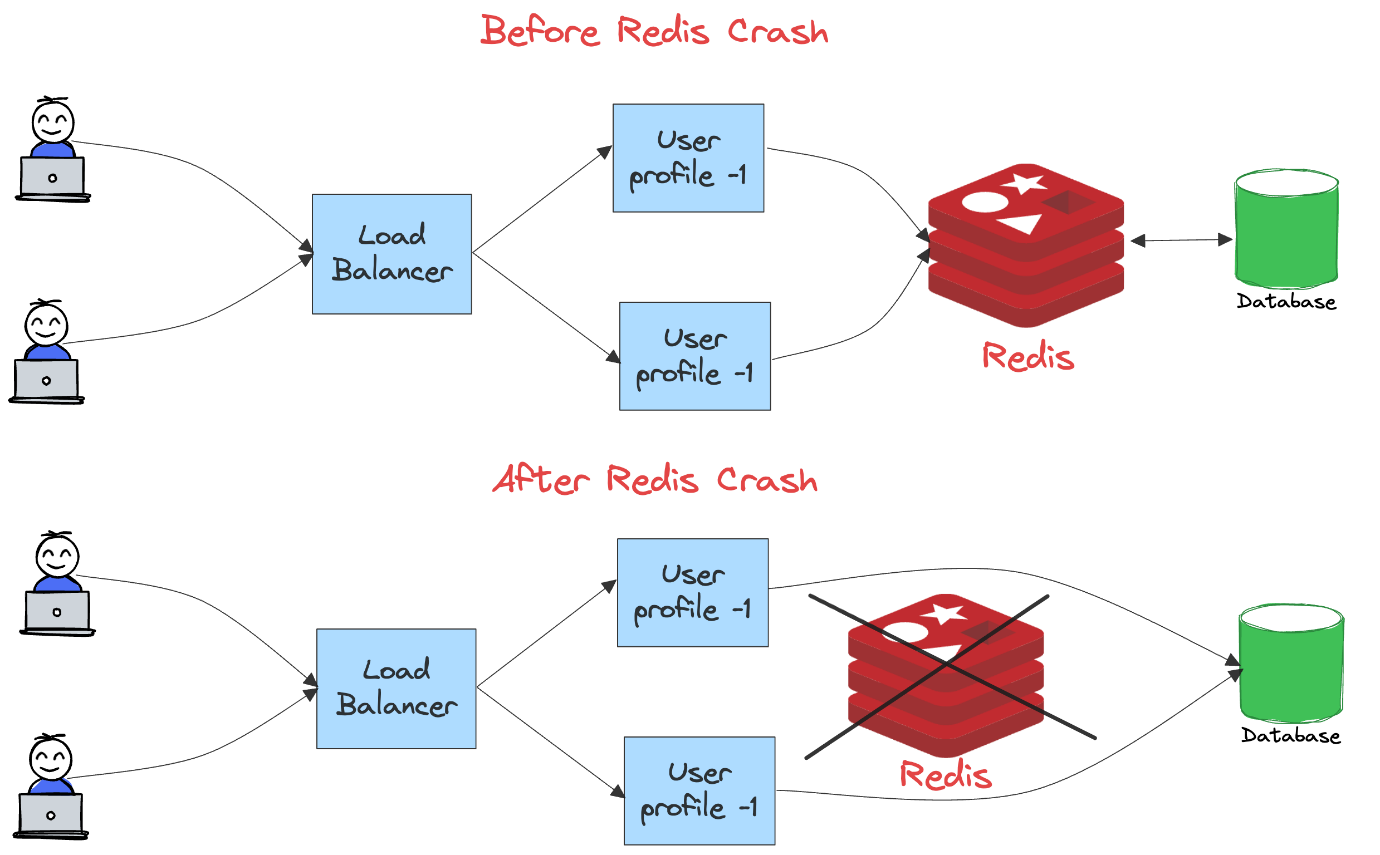 Before Redis Crash
User
profile -1
Load
Balancer
User
profile -1
Redis
Database
After Redis Crash
User
profile -1
Load
Balancer
User
profile -1
Redis
Database